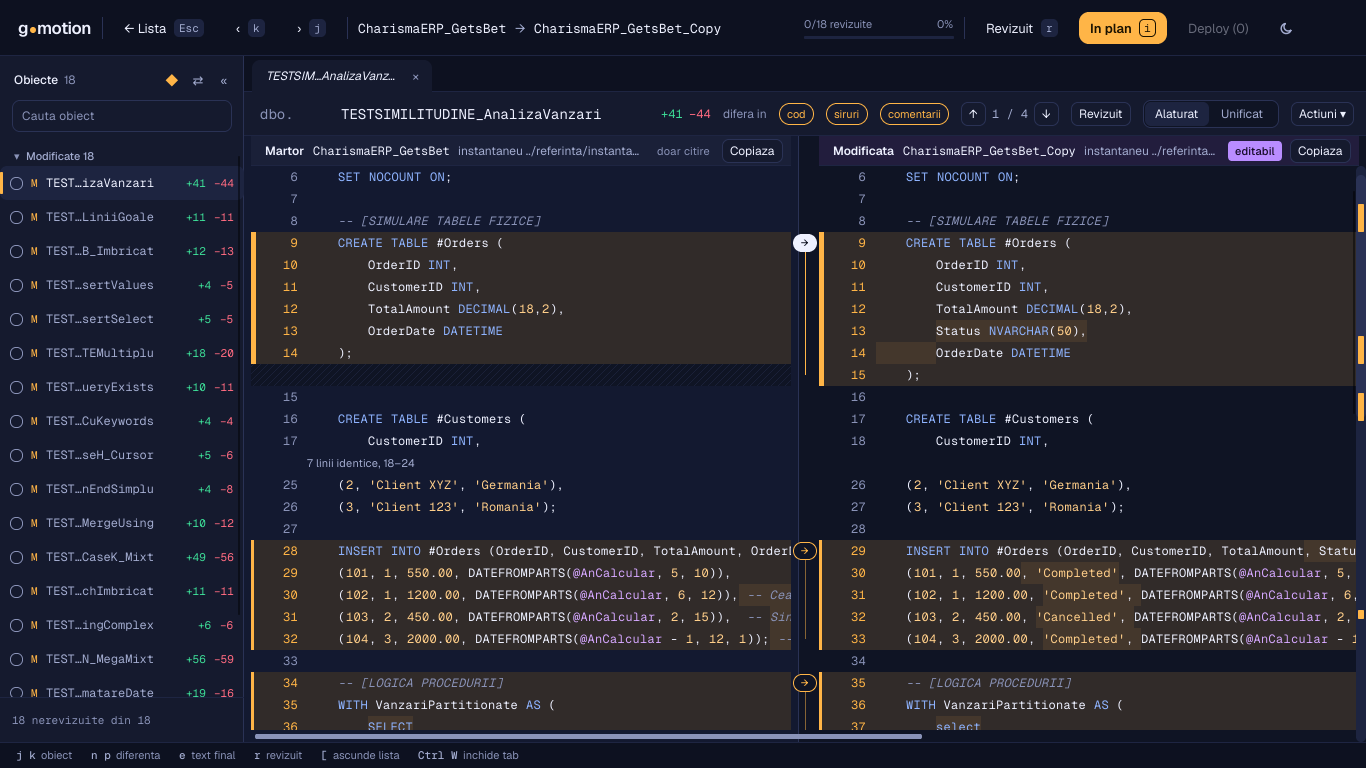 g•motion
← Lista Esc ‹ k › j CharismaERP_GetsBet → CharismaERP_GetsBet_Copy 0/18 revizuite 0% Revizuit r In plan i Deploy (0)
Obiecte 18 ⇄ «
Cauta obiect
▾ Modificate 18
M TEST…izaVanzari +41 −44
M TEST…LiniiGoale +11 −11
M TEST…B_Imbricat +12 −13
M TEST…sertValues +4 −5
M TEST…sertSelect +5 −5
M TEST…TEMultiplu +18 −20
M TEST…ueryExists +10 −11
M TEST…CuKeywords +4 −4
M TEST…seH_Cursor +5 −6
M TEST…nEndSimplu +4 −8
M TEST…MergeUsing +10 −12
M TEST…CaseK_Mixt +49 −56
M TEST…chImbricat +11 −11
M TEST…ingComplex +6 −6
M TEST…N_MegaMixt +56 −59
M TEST…matareDate +19 −16
18 nerevizuite din 18
TESTSIM…AnalizaVanz… ×
dbo. TESTSIMILITUDINE_AnalizaVanzari +41 −44 difera in cod siruri comentarii ↑ 1 / 4 ↓ Revizuit Alaturat Unificat Actiuni ▾
Martor CharismaERP_GetsBet instantaneu ../referinta/instanta… doar citire Copiaza
6 SET NOCOUNT ON;
7
8 -- [SIMULARE TABELE FIZICE]
9 CREATE TABLE #Orders (
10 OrderID INT,
11 CustomerID INT,
12 TotalAmount DECIMAL(18,2),
13 OrderDate DATETIME
14 );
15
16 CREATE TABLE #Customers (
17 CustomerID INT,
7 linii identice, 18–24
25 (2, 'Client XYZ', 'Germania'),
26 (3, 'Client 123', 'Romania');
27
28 INSERT INTO #Orders (OrderID, CustomerID, TotalAmount, Order
29 (101, 1, 550.00, DATEFROMPARTS(@AnCalcular, 5, 10)),
30 (102, 1, 1200.00, DATEFROMPARTS(@AnCalcular, 6, 12)), -- Cea
31 (103, 2, 450.00, DATEFROMPARTS(@AnCalcular, 2, 15)), -- Sin
32 (104, 3, 2000.00, DATEFROMPARTS(@AnCalcular - 1, 12, 1)); --
33
34 -- [LOGICA PROCEDURII]
35 WITH VanzariPartitionate AS (
36 SELECT
Modificata CharismaERP_GetsBet_Copy instantaneu ../referinta… editabil Copiaza
6 SET NOCOUNT ON;
7
8 -- [SIMULARE TABELE FIZICE]
9 CREATE TABLE #Orders (
10 OrderID INT,
11 CustomerID INT,
12 TotalAmount DECIMAL(18,2),
13 Status NVARCHAR(50),
14 OrderDate DATETIME
15 );
16
17 CREATE TABLE #Customers (
18 CustomerID INT,
26 (2, 'Client XYZ', 'Germania'),
27 (3, 'Client 123', 'Romania');
28
29 INSERT INTO #Orders (OrderID, CustomerID, TotalAmount, Statu
30 (101, 1, 550.00, 'Completed', DATEFROMPARTS(@AnCalcular, 5,
31 (102, 1, 1200.00, 'Completed', DATEFROMPARTS(@AnCalcular, 6,
32 (103, 2, 450.00, 'Cancelled', DATEFROMPARTS(@AnCalcular, 2,
33 (104, 3, 2000.00, 'Completed', DATEFROMPARTS(@AnCalcular - 1
34
35 -- [LOGICA PROCEDURII]
36 WITH VanzariPartitionate AS (
37 select
j k obiect n p diferenta e text final r revizuit [ ascunde lista Ctrl W inchide tab